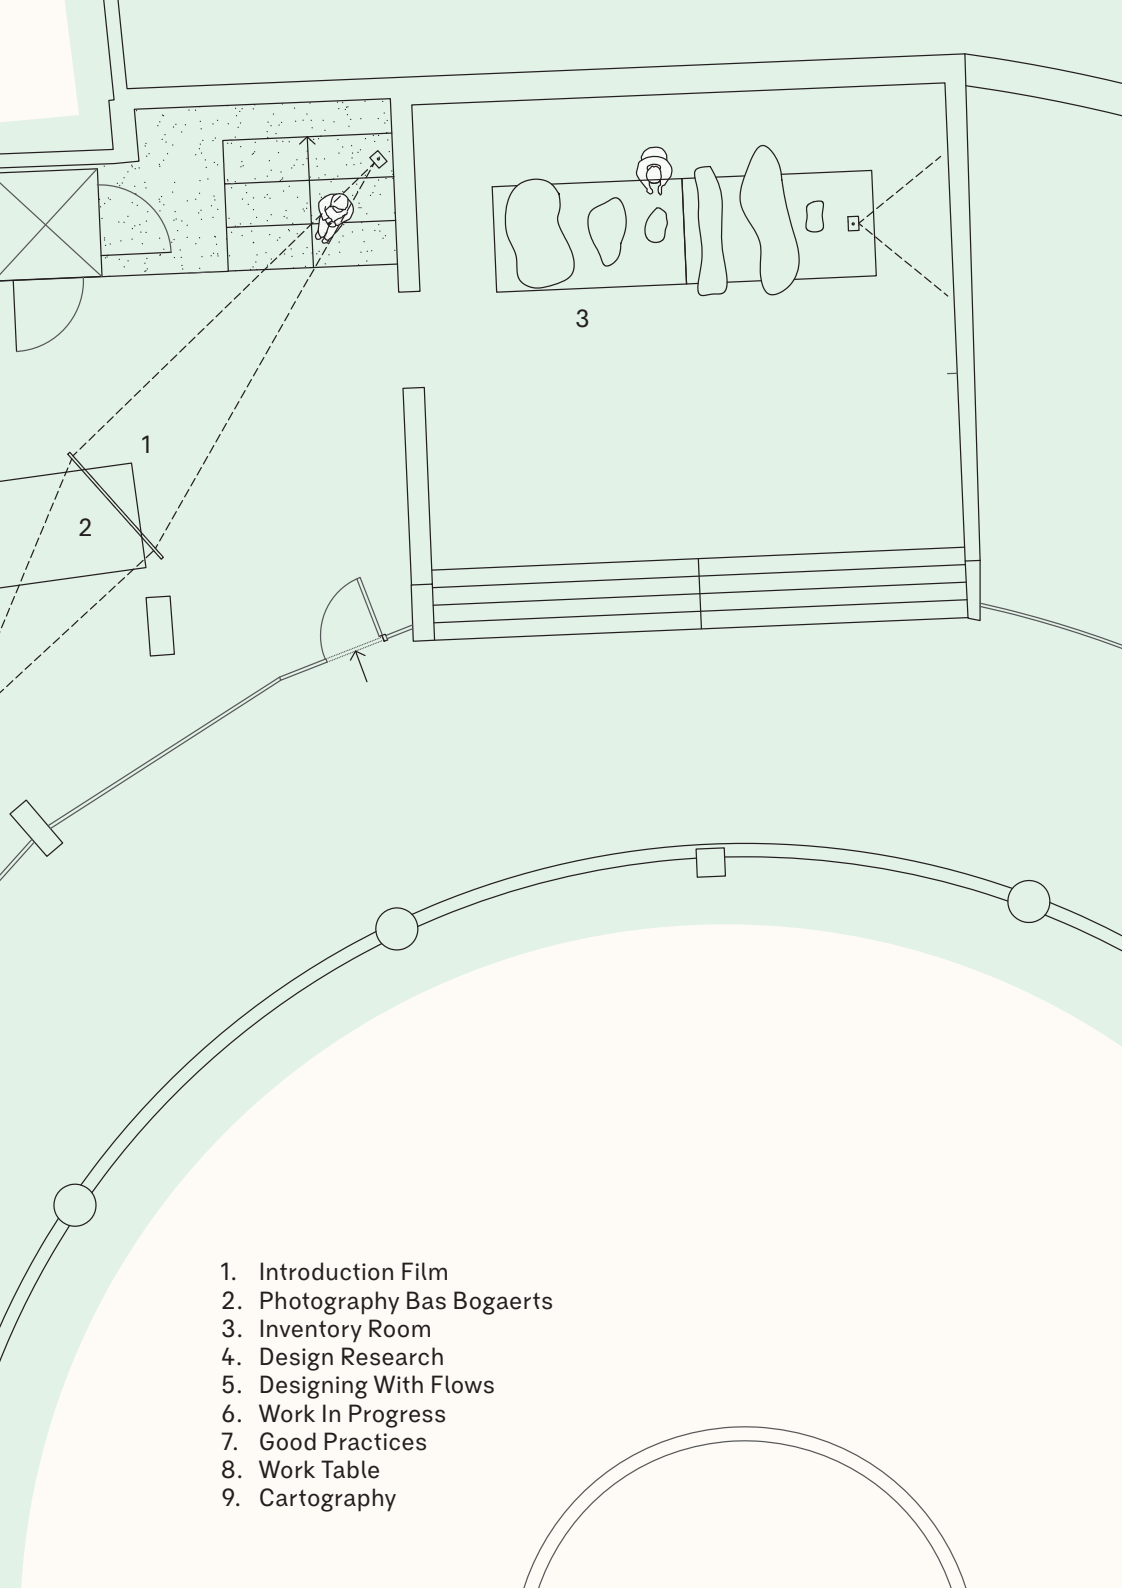 3
1
2
1. Introduction Film
2. Photography Bas Bogaerts
3. Inventory Room
4. Design Research
5. Designing With Flows
6. Work In Progress
7. Good Practices
8. Work Table
9. Cartography